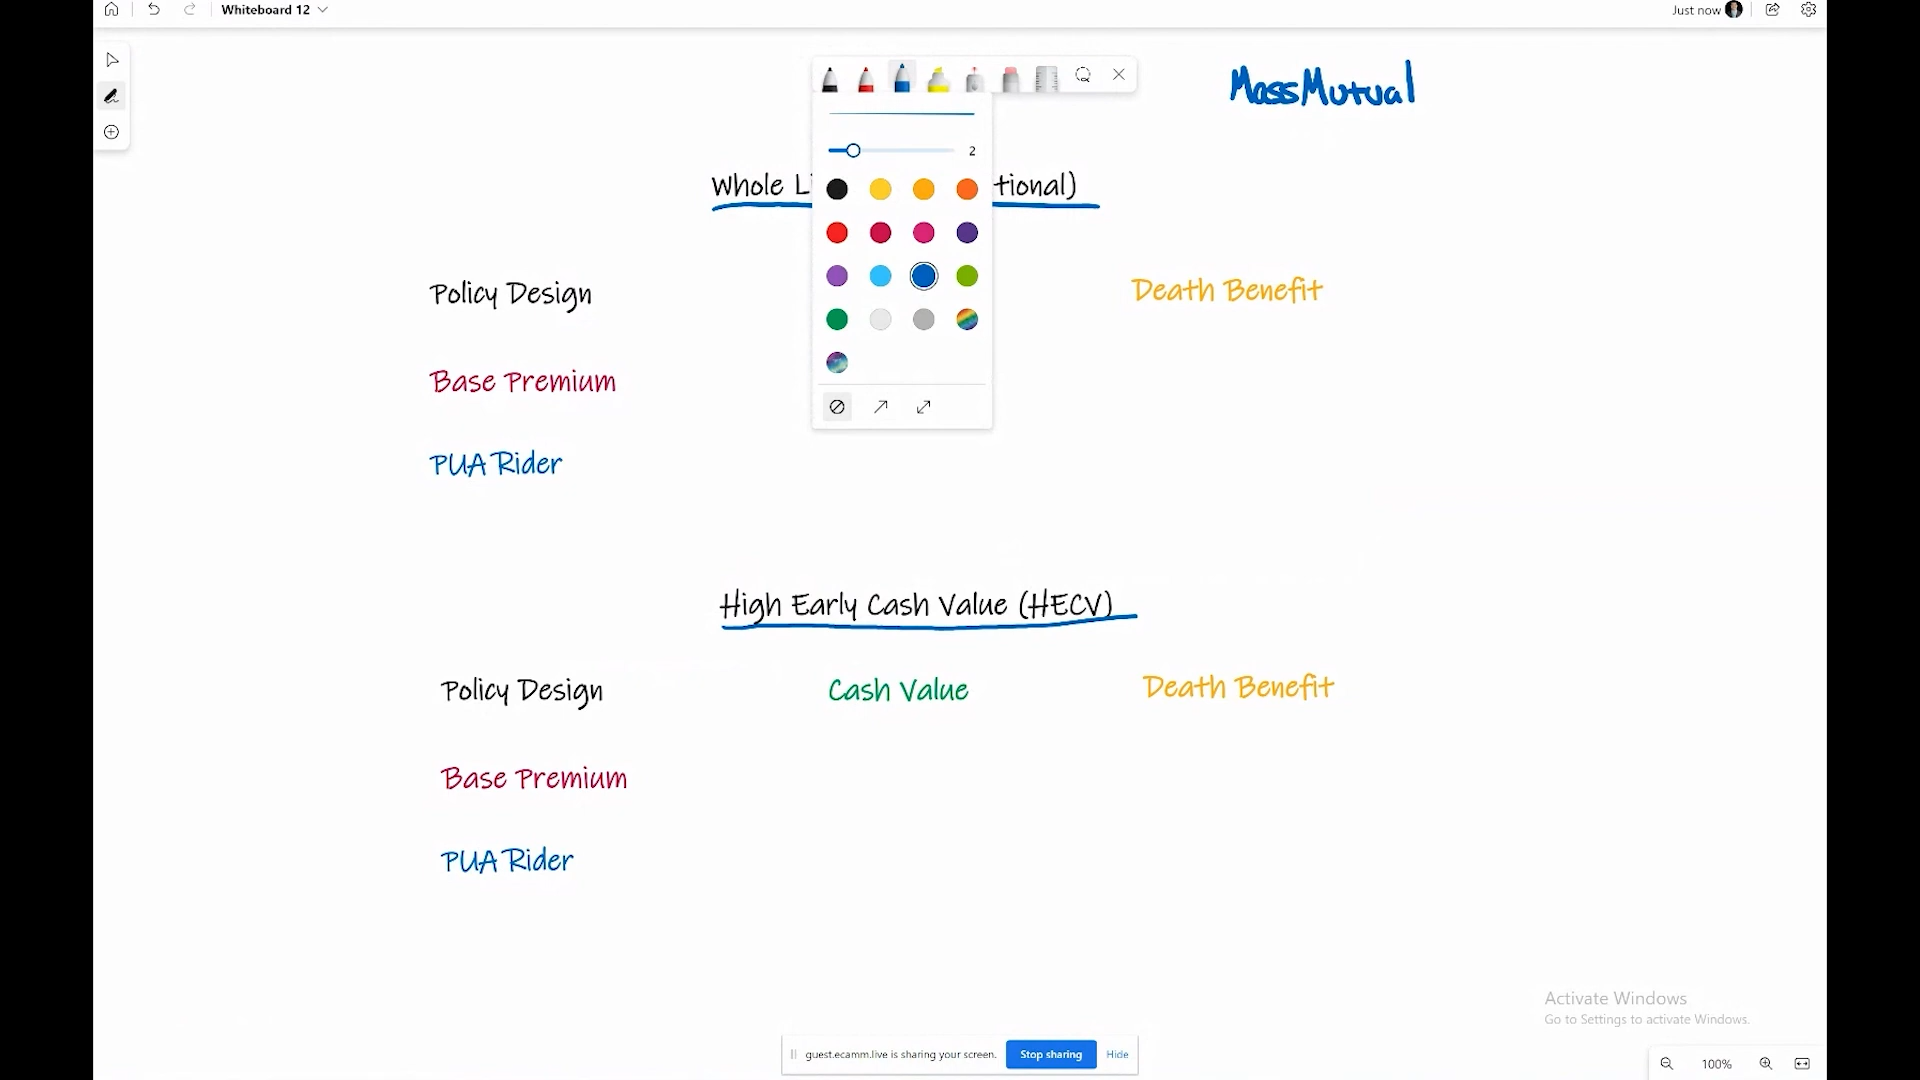 Whiteboard 12
Just now
MassMutual
2
Whole Li tional)
Policy Design
Death Benefit
Base Premium
PUA Rider
High Early Cash Value (HECV)
Policy Design Cash Value Death Benefit
Base Premium
PUA Rider
Activate Windows
Go to Settings to activate Windows.
guest.ecamm.live is sharing your screen. Stop sharing Hide
100%